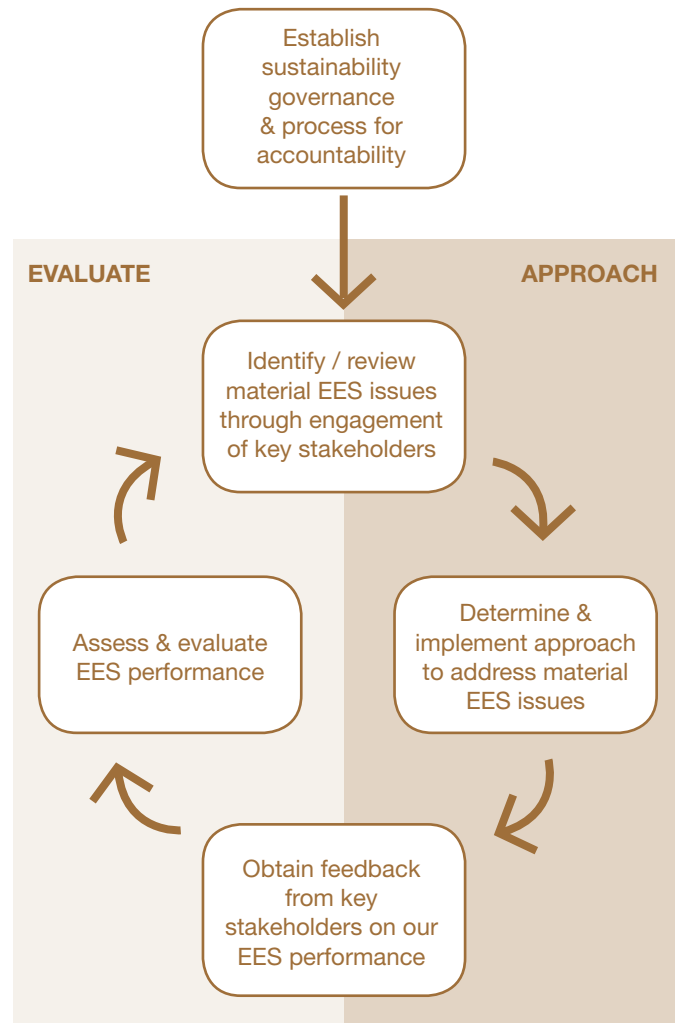 Establish
sustainability
governance
& process for
accountability
EVALUATE
APPROACH
Identify / review
material EES issues
through engagement
of key stakeholders
Determine &
implement approach
to address material
EES issues
Obtain feedback
from key
stakeholders on our
EES performance
Assess & evaluate
EES performance